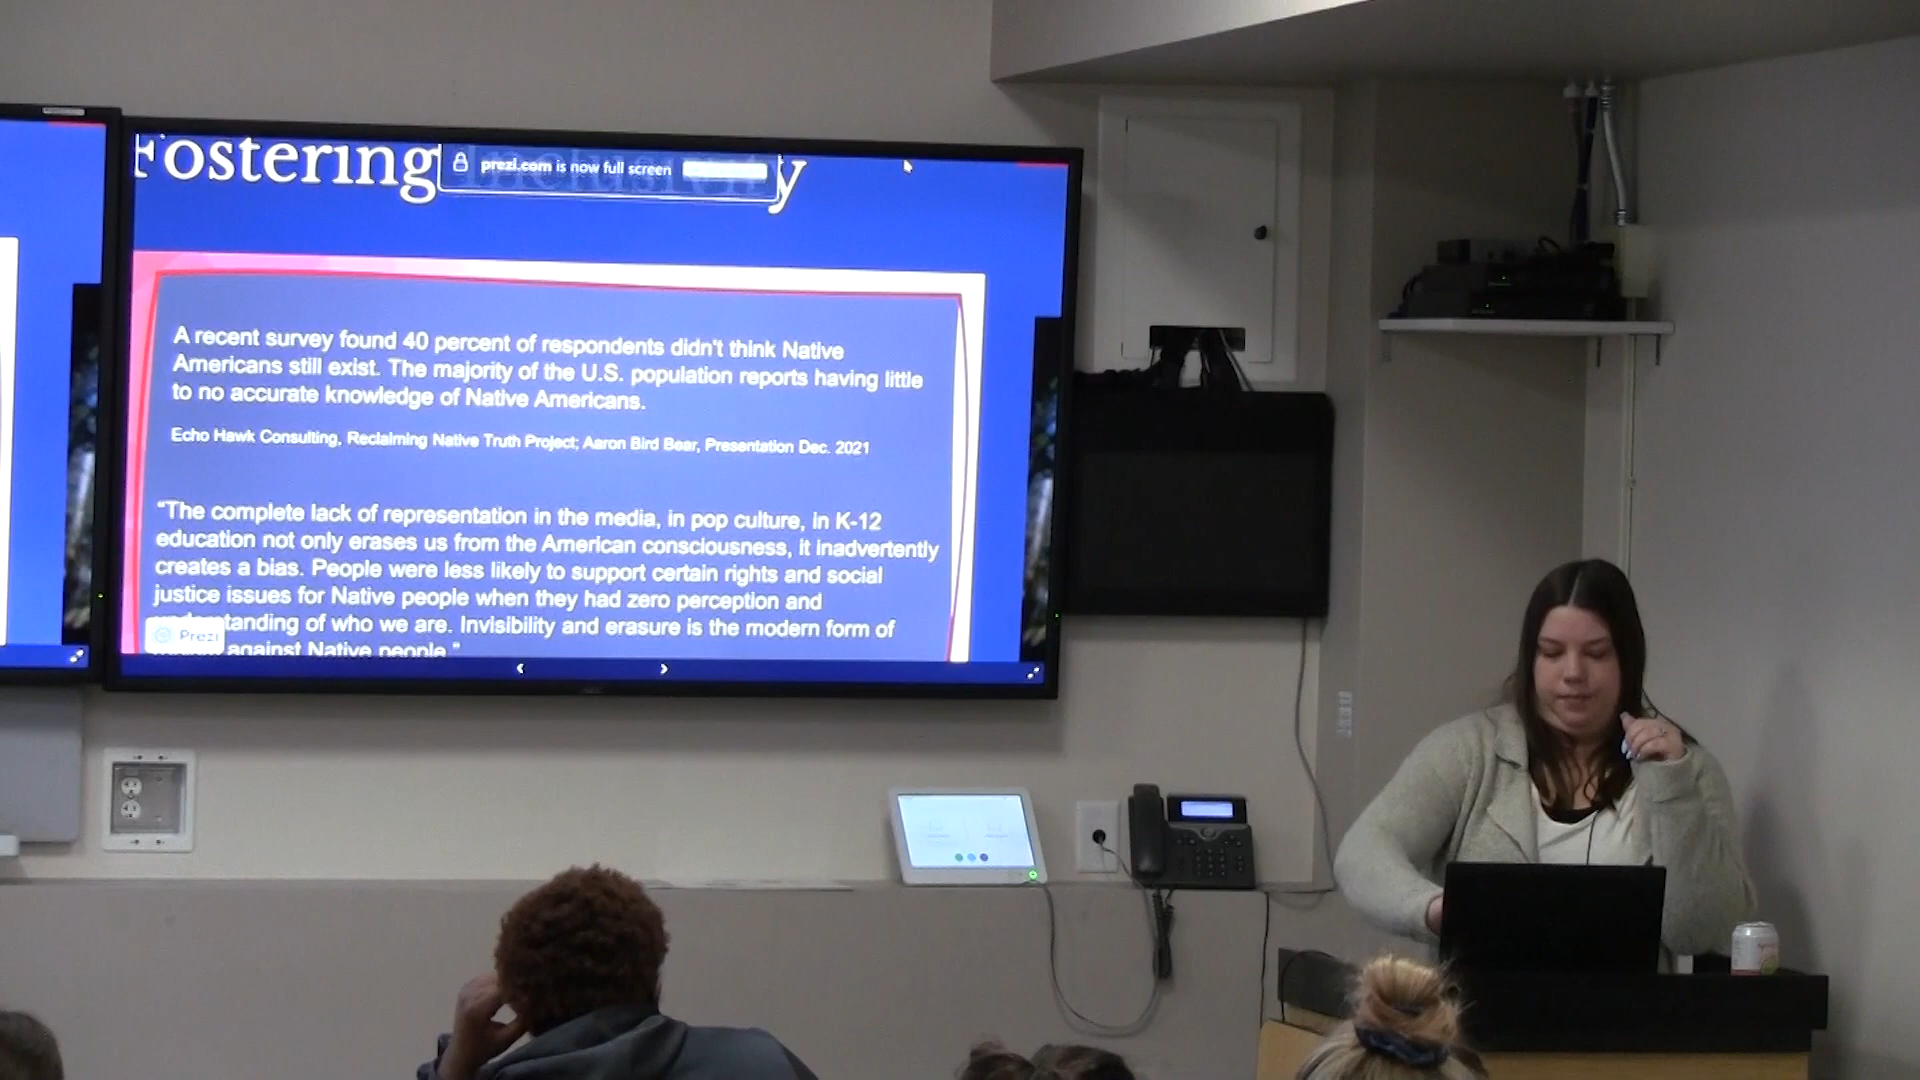 Fostering
prezi.com is now full screen
A recent survey found 40 percent of respondents didn't think Native
Americans still exist. The majority of the U.S. population reports having little
to no accurate knowledge of Native Americans.
Echo Hawk Consulting, Reclaiming Native Truth Project; Aaron Bird Bear, Presentation Dec. 2021
“The complete lack of representation in the media, in pop culture, in K-12
education not only erases us from the American consciousness, it inadvertently
creates a bias. People were less likely to support certain rights and social
justice issues for Native people when they had zero perception and
understanding of who we are. Invisibility and erasure is the modern form of
against Native people.”
Prezi